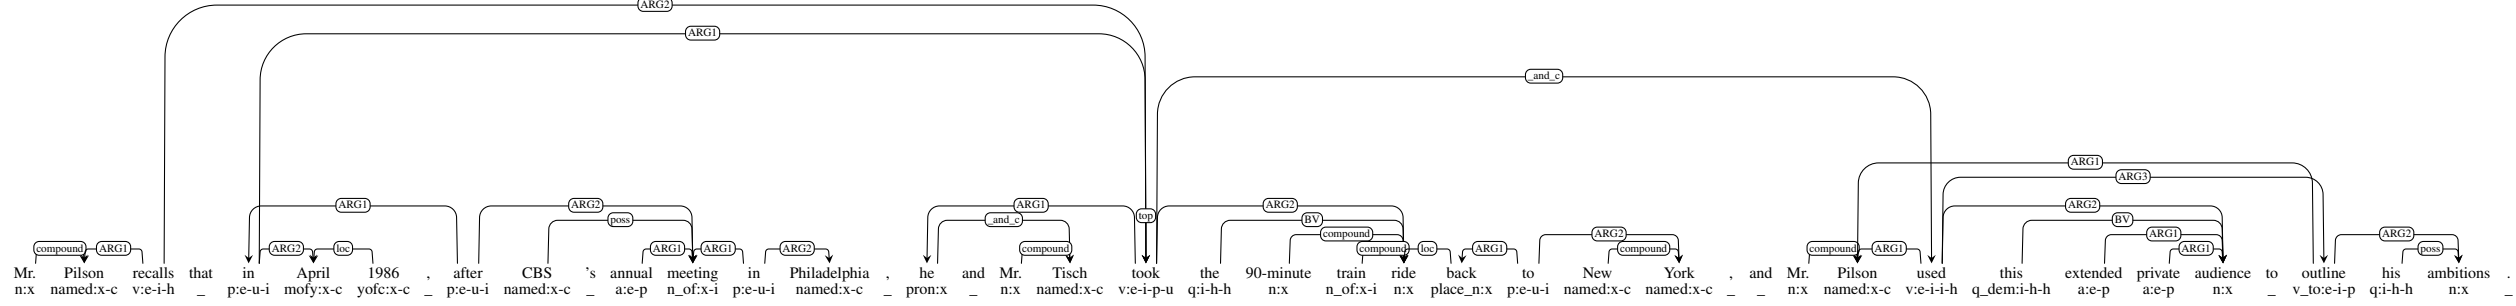 ARG2
ARG1
_and_c
ARG1
ARG3
ARG1 ARG2 ARG1 ARG2 ARG2
poss _and_c top BV BV
compound ARG2 ARG1
compound ARG1 ARG2 loc ARG1 ARG1 ARG2 compound compound loc ARG1 compound compound ARG1 ARG1 poss
Mr. Pilson recalls that in April 1986 , after CBS 's annual meeting in Philadelphia , he and Mr. Tisch took the 90-minute train ride back to New York , and Mr. Pilson used this extended private audience to outline his ambitions .
n:x named:x-c v:e-i-h _ p:e-u-i mofy:x-c yofc:x-c _ p:e-u-i named:x-c _ a:e-p n_of:x-i p:e-u-i named:x-c _ pron:x _ n:x named:x-c v:e-i-p-u q:i-h-h n:x n_of:x-i n:x place_n:x p:e-u-i named:x-c named:x-c _ _ n:x named:x-c v:e-i-i-h q_dem:i-h-h a:e-p a:e-p n:x _ v_to:e-i-p q:i-h-h n:x _